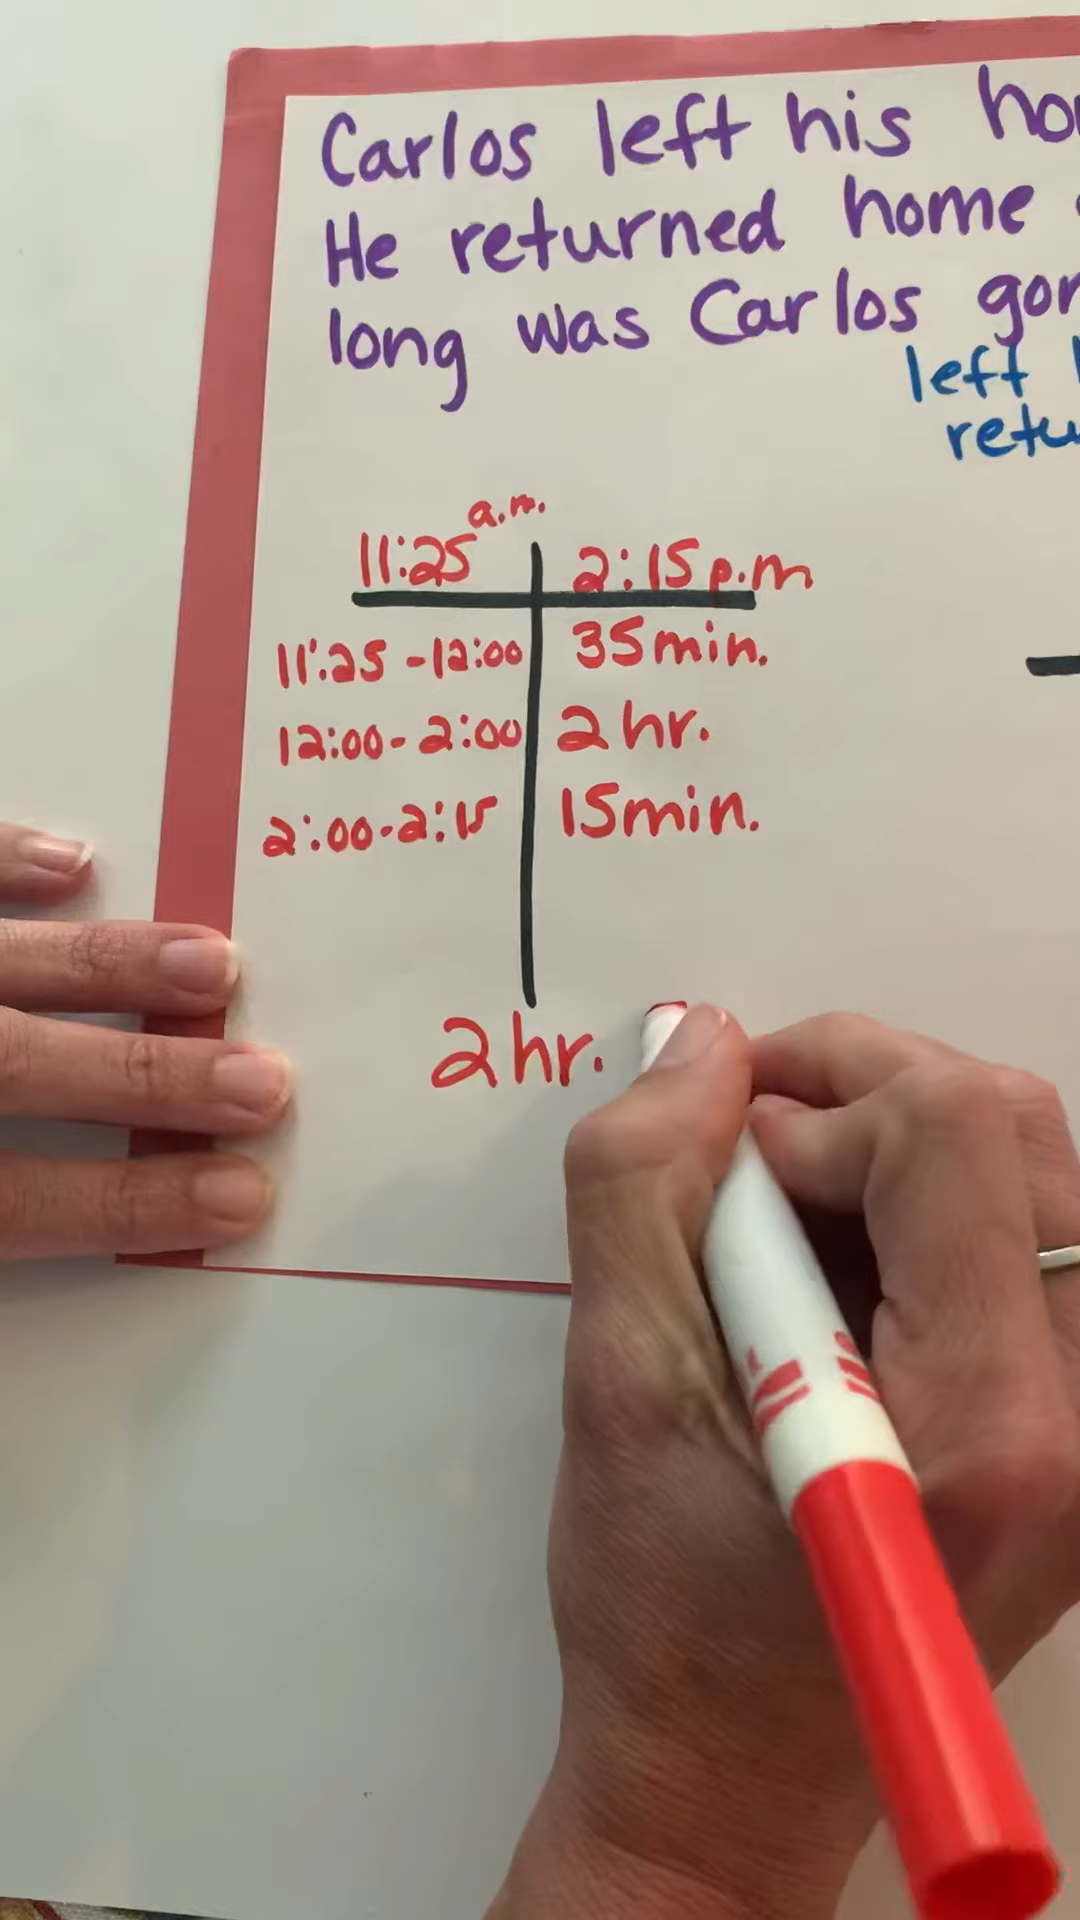 Carlos left his
He returned home
long was Carlos
left
a.m.
11:25 2:15 p.m
11:25 - 12:00 35 min.
12:00 - 2:00 2 hr.
2:00 - 2:15 15 min.
2 hr.